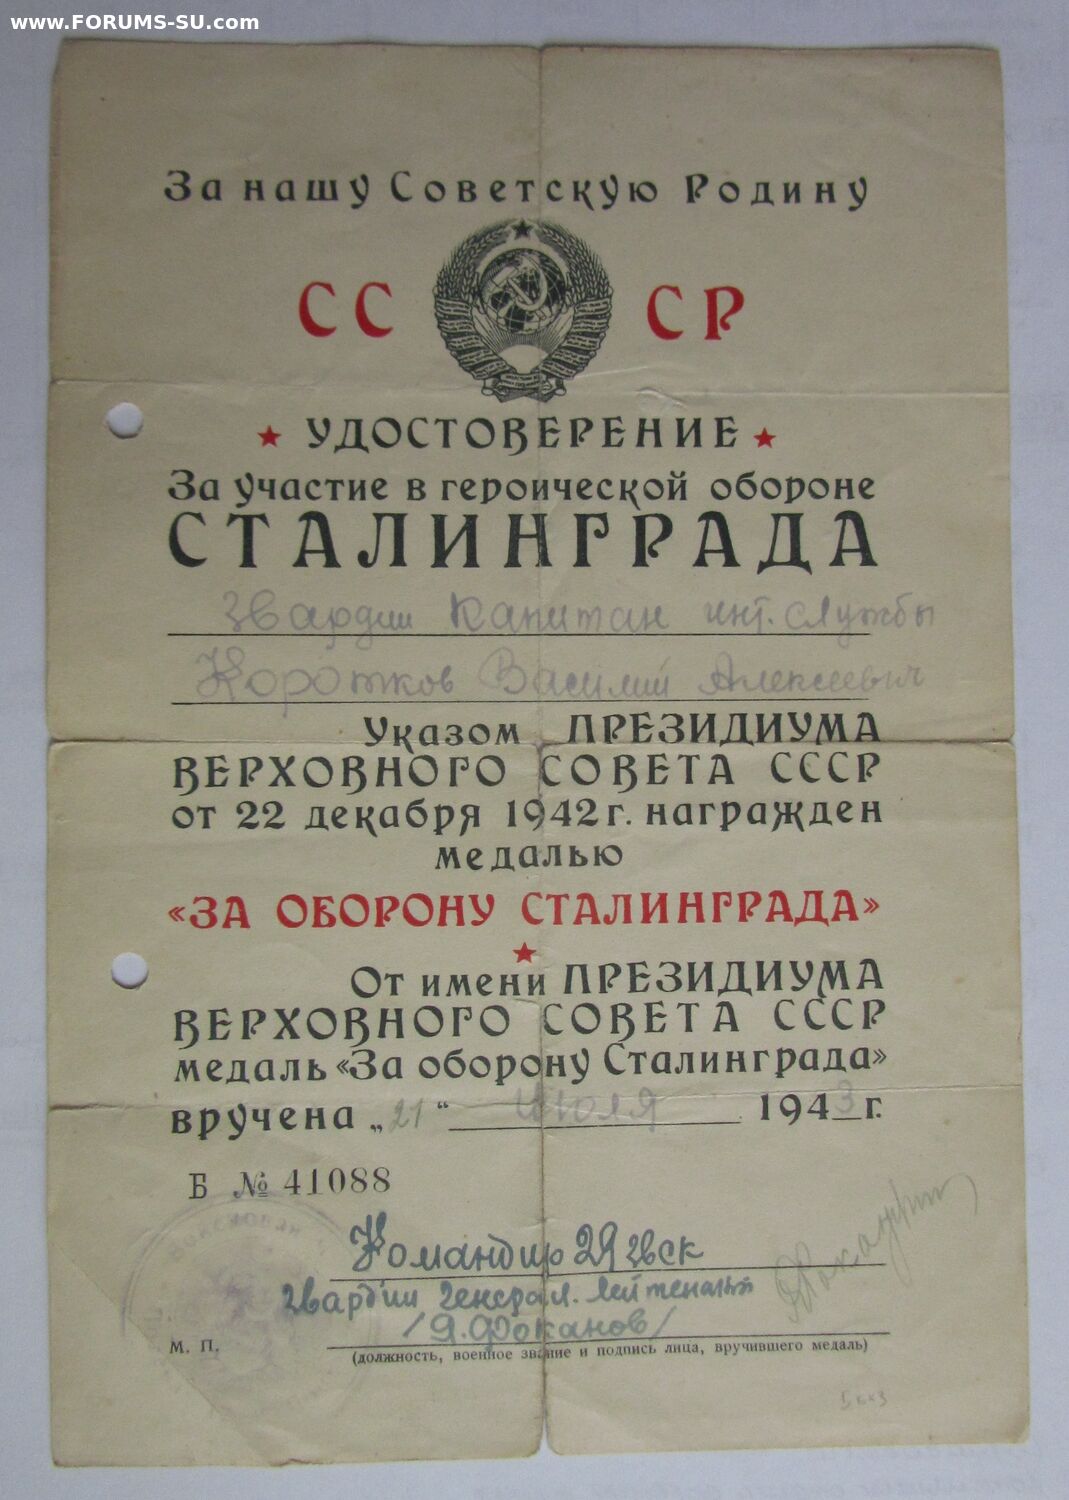 www.FORUMS-SU.com
За нашу Советскую Родину
СС СР
УДОСТОВЕРЕНИЕ
За участие в героической обороне
СТАЛИНГРАДА
Гвардии Капитан инт. службы
Коротков Василий Алексеевич
Указом ПРЕЗИДИУМА
ВЕРХОВНОГО СОВЕТА СССР
от 22 декабря 1942 г. награжден
медалью
«ЗА ОБОРОНУ СТАЛИНГРАДА»
От имени ПРЕЗИДИУМА
ВЕРХОВНОГО СОВЕТА СССР
медаль «За оборону Сталинграда»
вручена „21“ Июля 1943 г.
Б № 41088
Командир 29 гвск
Гвардии Генерал. Лейтенант
/Я. Фоканов/
М. П.
(должность, военное звание и подпись лица, вручившего медаль)